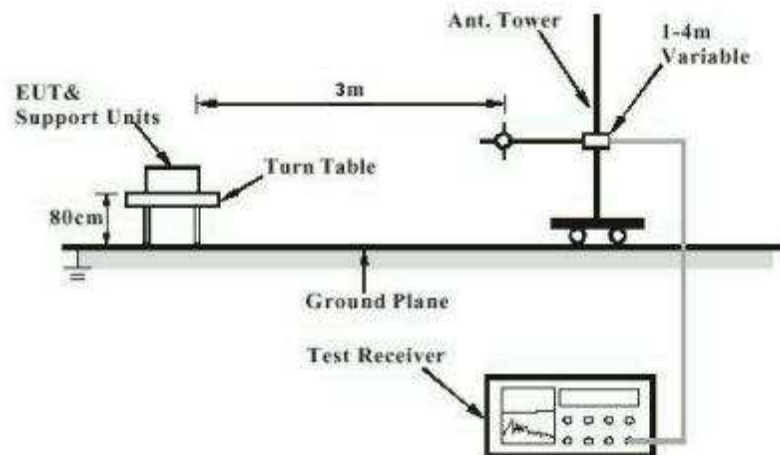 Ant. Tower
1-4m
Variable
3m
EUT&
Support Units
Turn Table
80cm
Ground Plane
Test Receiver